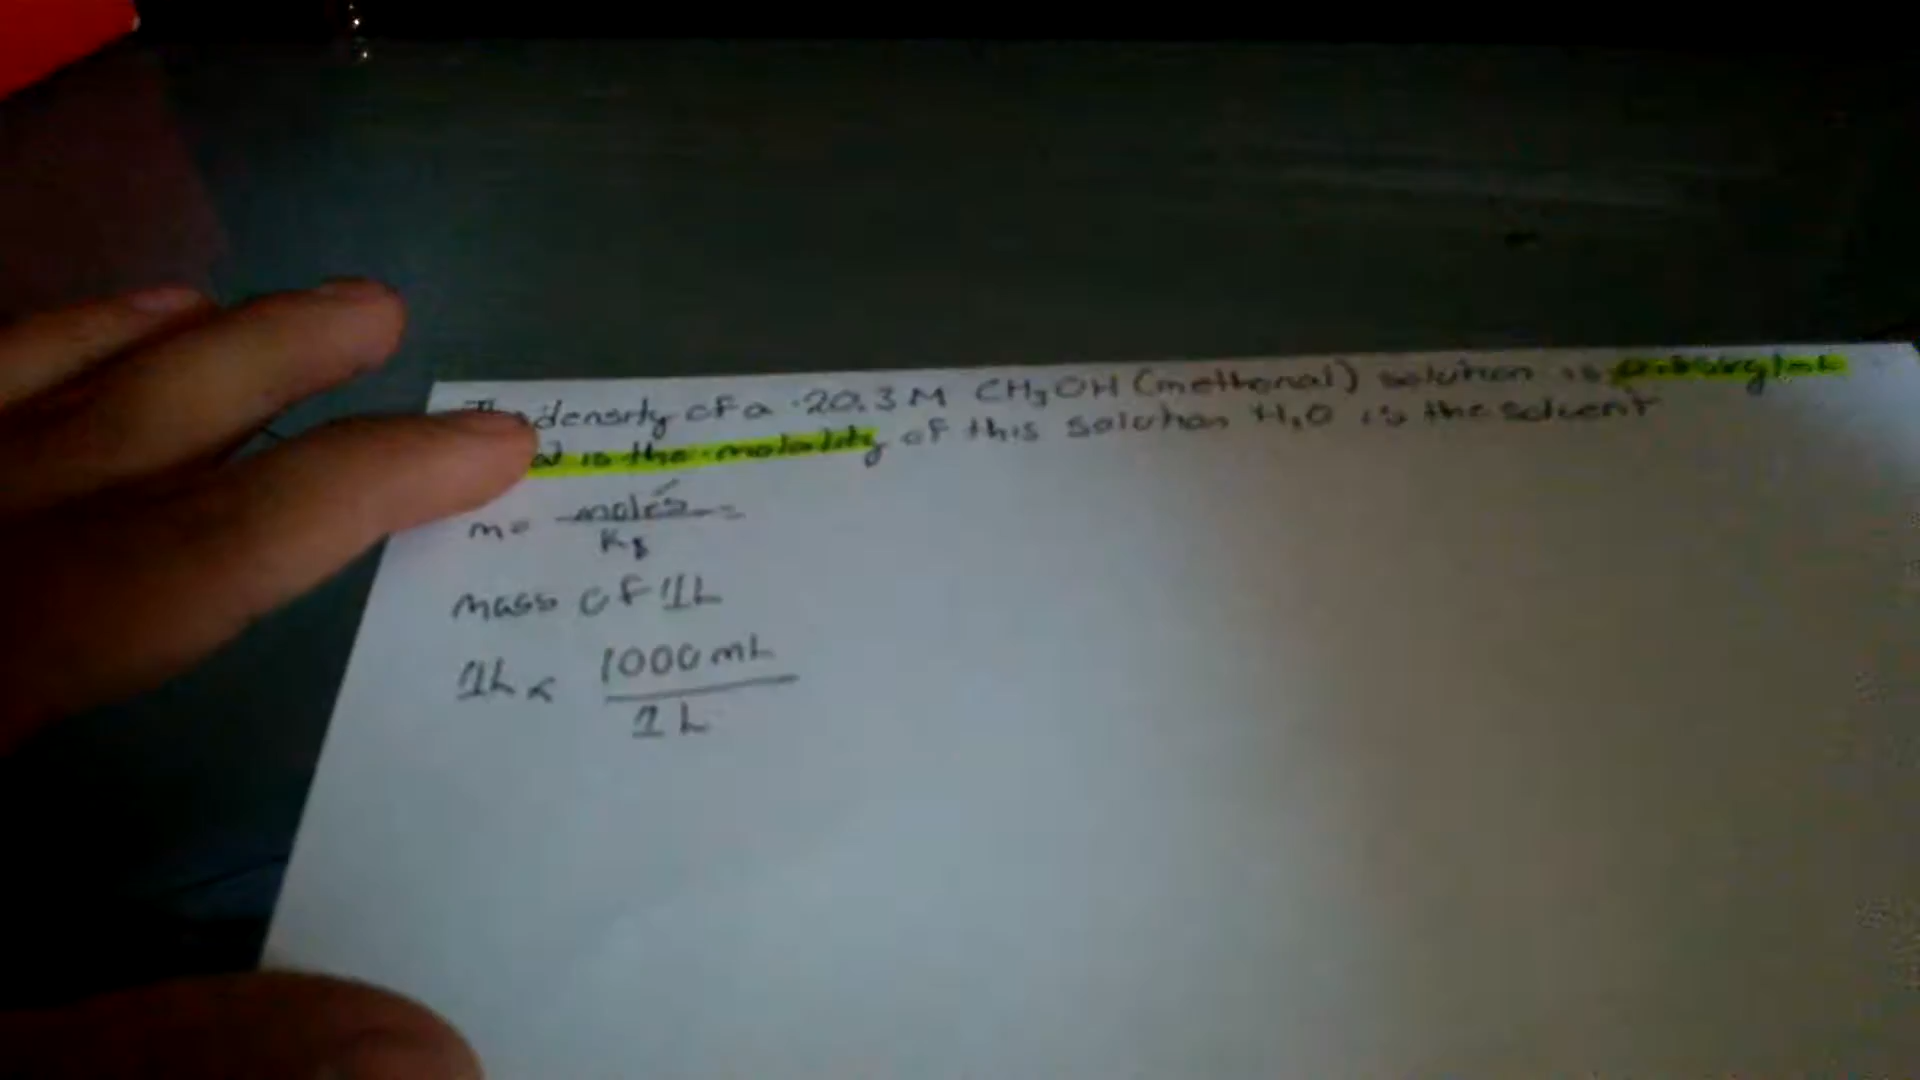 density of a 20.3 M CH3OH (methanal) solution is
is the molality of this solution H2O is the solvent
m= moles =
Kg
mass of 1L
1L x 1000 mL
1 L